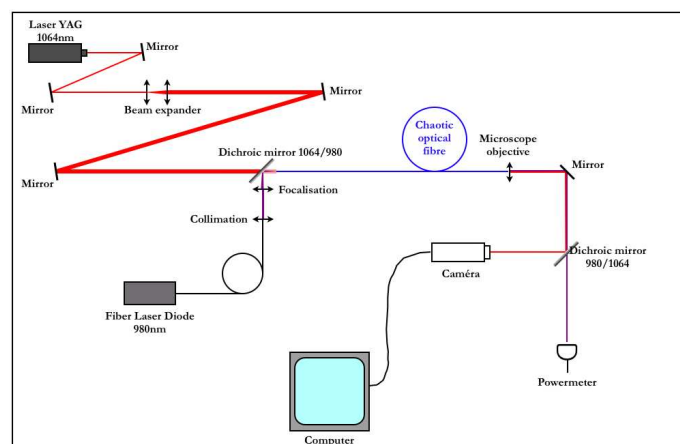 Laser YAG
1064nm
Mirror
Mirror
Beam expander
Mirror
Mirror
Dichroic mirror 1064/980
Chaotic
optical
fibre
Microscope
objective
Mirror
Focalisation
Collimation
Fiber Laser Diode
980nm
Caméra
Dichroic mirror
980/1064
Powermeter
Computer